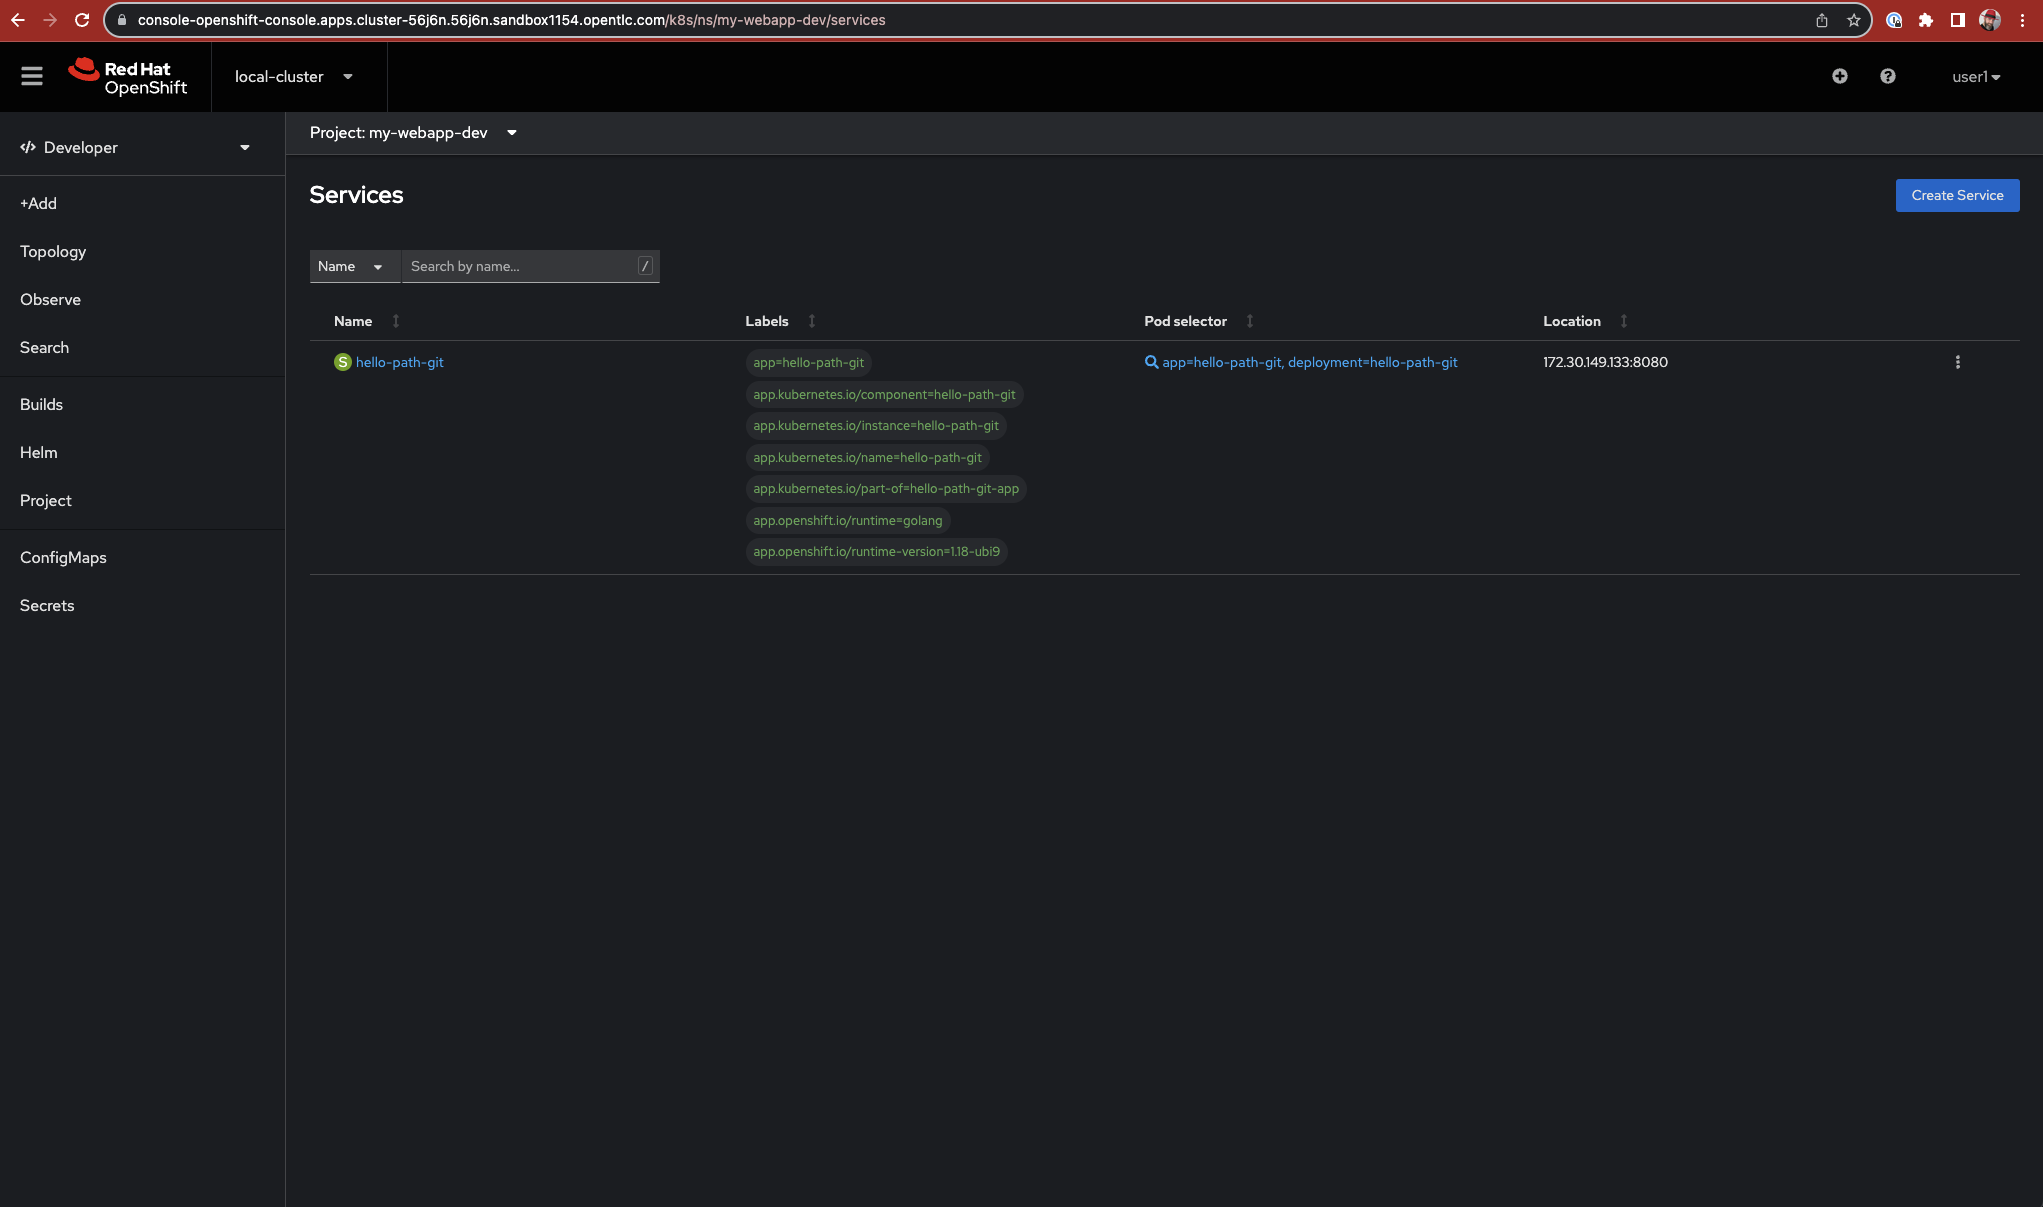 console-openshift-console.apps.cluster-56j6n.56j6n.sandbox1154.opentlc.com/k8s/ns/my-webapp-dev/services
Red Hat
OpenShift
local-cluster
user1
Developer
Project: my-webapp-dev
+Add
Topology
Observe
Search
Builds
Helm
Project
ConfigMaps
Secrets
Services
Create Service
Name
Search by name...
/
Name
Labels
Pod selector
Location
S hello-path-git
app=hello-path-git
app.kubernetes.io/component=hello-path-git
app.kubernetes.io/instance=hello-path-git
app.kubernetes.io/name=hello-path-git
app.kubernetes.io/part-of=hello-path-git-app
app.openshift.io/runtime=golang
app.openshift.io/runtime-version=1.18-ubi9
app=hello-path-git, deployment=hello-path-git
172.30.149.133:8080